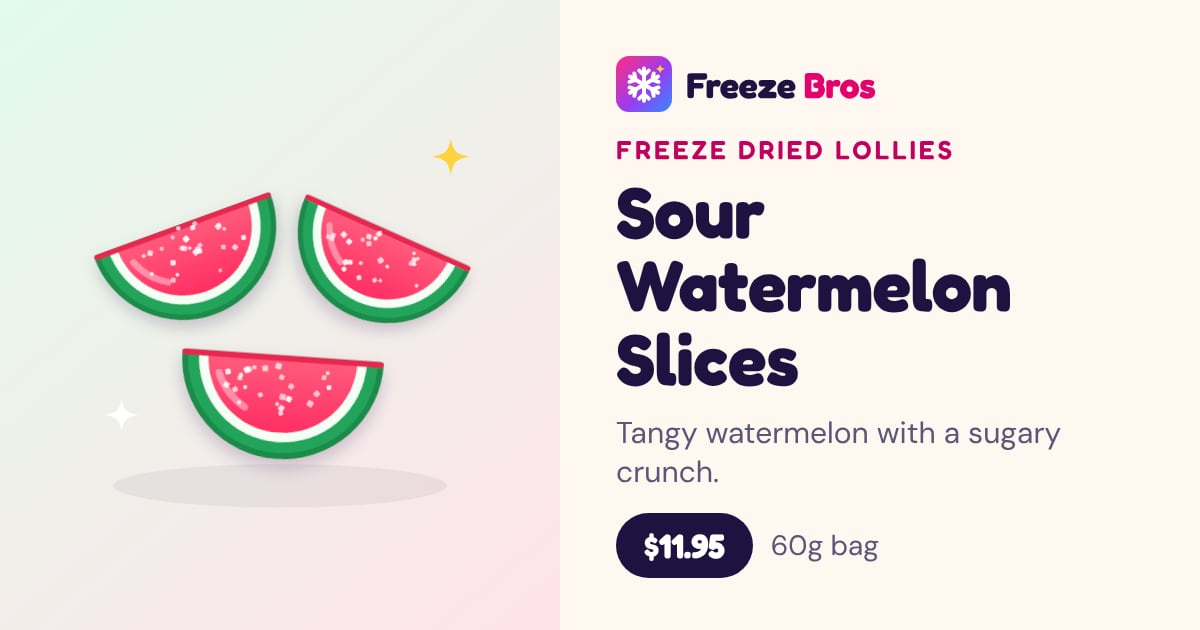 Freeze Bros
FREEZE DRIED LOLLIES
Sour
Watermelon
Slices
Tangy watermelon with a sugary
crunch.
$11.95 60g bag